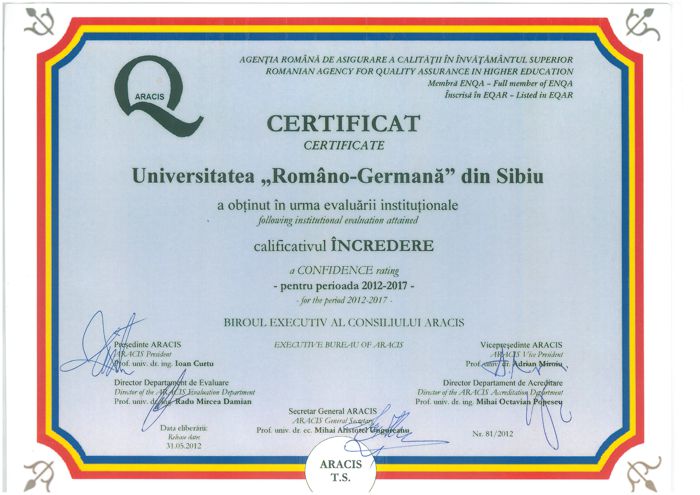 AGENȚIA ROMÂNĂ DE ASIGURARE A CALITĂȚII ÎN ÎNVĂȚĂMÂNTUL SUPERIOR
ROMANIAN AGENCY FOR QUALITY ASSURANCE IN HIGHER EDUCATION
Membră ENQA – Full member of ENQA
Înscrisă în EQAR – Listed in EQAR
ARACIS
CERTIFICAT
CERTIFICATE
Universitatea „Româno-Germană” din Sibiu
a obținut în urma evaluării instituționale
following institutional evaluation attained
calificativul ÎNCREDERE
a CONFIDENCE rating
- pentru perioada 2012-2017 -
- for the period 2012-2017 -
BIROUL EXECUTIV AL CONSILIULUI ARACIS
EXECUTIVE BUREAU OF ARACIS
Președinte ARACIS
ARACIS President
Prof. univ. dr. ing. Ioan Curtu
Vicepreședinte ARACIS
ARACIS Vice President
Prof. univ. dr. Adrian Miroiu
Director Departament de Evaluare
Director of the ARACIS Evaluation Department
Prof. univ. dr. ing. Radu Mircea Damian
Director Departament de Acreditare
Director of the ARACIS Accreditation Department
Prof. univ. dr. ing. Mihai Octavian Popescu
Secretar General ARACIS
ARACIS General Secretary
Prof. univ. dr. ec. Mihai Aristotel Ungureanu
Data eliberării:
Release date:
31.05.2012
Nr. 81/2012
ARACIS
T.S.